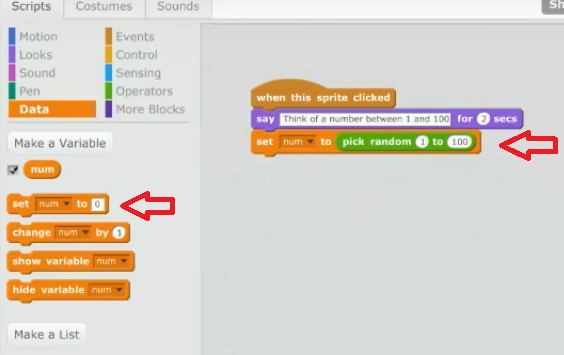 Scripts Costumes Sounds
Motion Events
Looks Control
Sound Sensing
Pen Operators
Data More Blocks
Make a Variable
num
set num to 0
change num by 1
show variable num
hide variable num
Make a List
when this sprite clicked
say Think of a number between 1 and 100 for 2 secs
set num to pick random 1 to 100